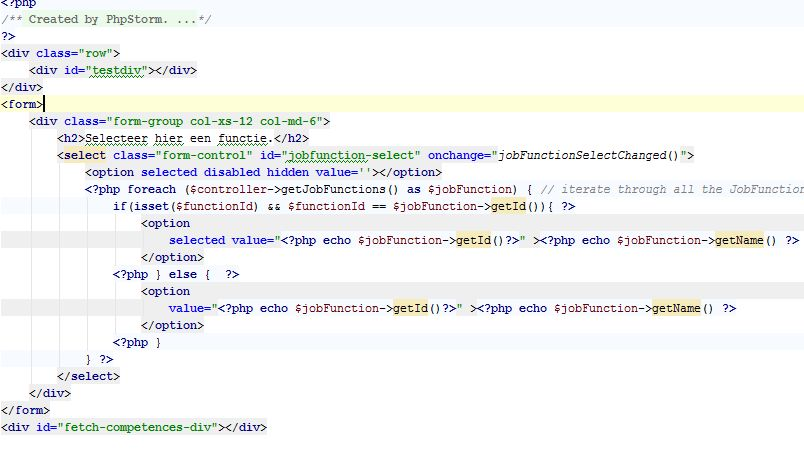 <?php
/** Created by PhpStorm. ...*/
?>
<div class="row">
    <div id="testdiv"></div>
</div>
<form>
    <div class="form-group col-xs-12 col-md-6">
        <h2>Selecteer hier een functie.</h2>
        <select class="form-control" id="jobfunction-select" onchange="jobFunctionSelectChanged()">
            <option selected disabled hidden value=''></option>
            <?php foreach ($controller->getJobFunctions() as $jobFunction) { // iterate through all the JobFunction
                if(isset($functionId) && $functionId == $jobFunction->getId()){ ?>
                    <option
                        selected value="<?php echo $jobFunction->getId()?>" ><?php echo $jobFunction->getName() ?>
                    </option>
                <?php } else {  ?>
                    <option
                        value="<?php echo $jobFunction->getId()?>" ><?php echo $jobFunction->getName() ?>
                    </option>
                <?php }
            } ?>
        </select>
    </div>
</form>
<div id="fetch-competences-div"></div>